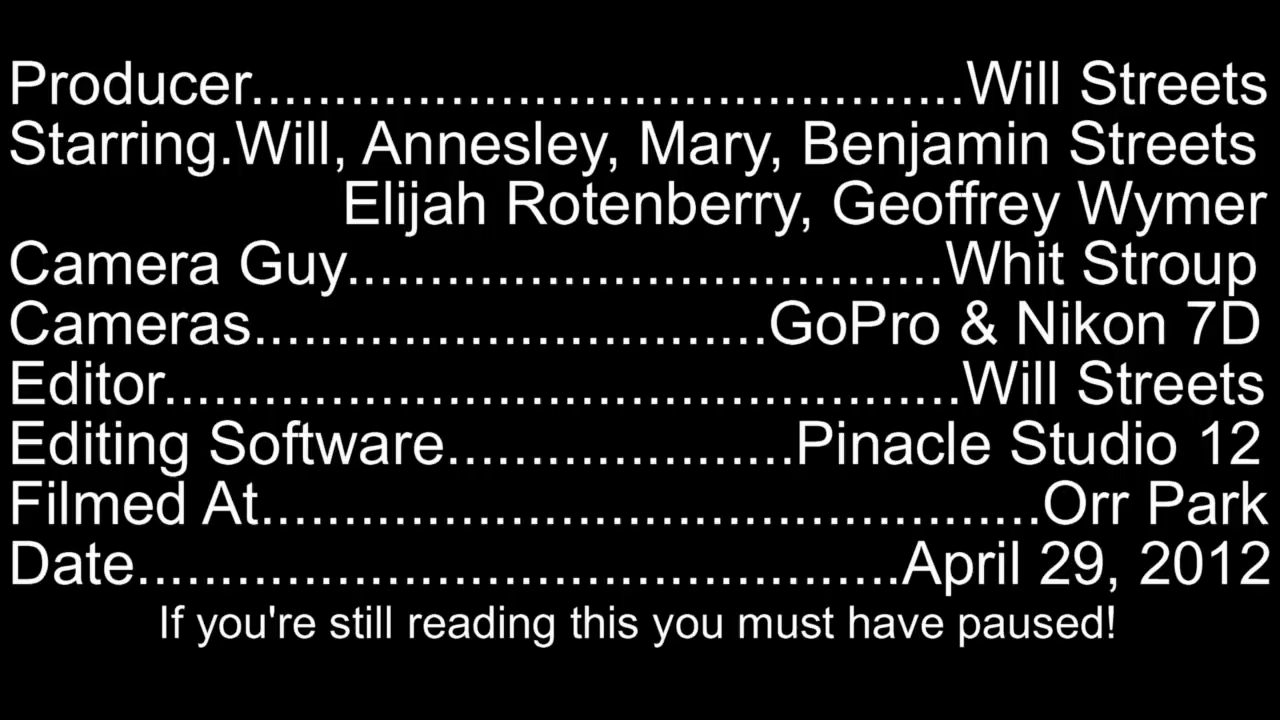 Producer...........................................Will Streets
Starring.Will, Annesley, Mary, Benjamin Streets
Elijah Rotenberry, Geoffrey Wymer
Camera Guy....................................Whit Stroup
Cameras...............................GoPro & Nikon 7D
Editor................................................Will Streets
Editing Software.....................Pinacle Studio 12
Filmed At...............................................Orr Park
Date..............................................April 29, 2012
If you're still reading this you must have paused!